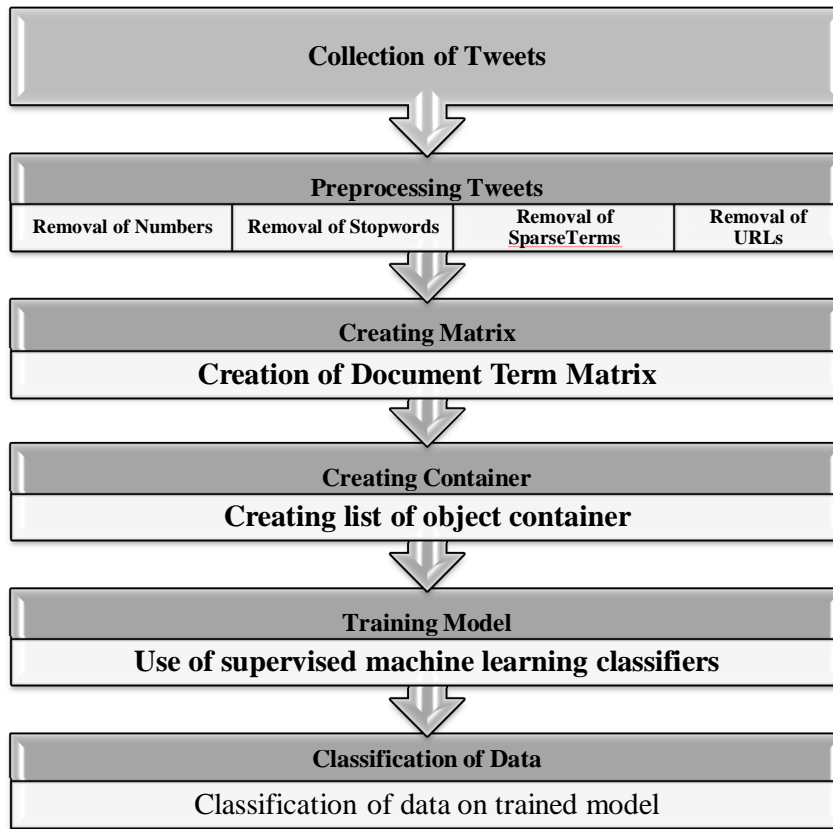 Collection of Tweets
Preprocessing Tweets
Removal of Numbers
Removal of Stopwords
Removal of
SparseTerms
Removal of
URLs
Creating Matrix
Creation of Document Term Matrix
Creating Container
Creating list of object container
Training Model
Use of supervised machine learning classifiers
Classification of Data
Classification of data on trained model